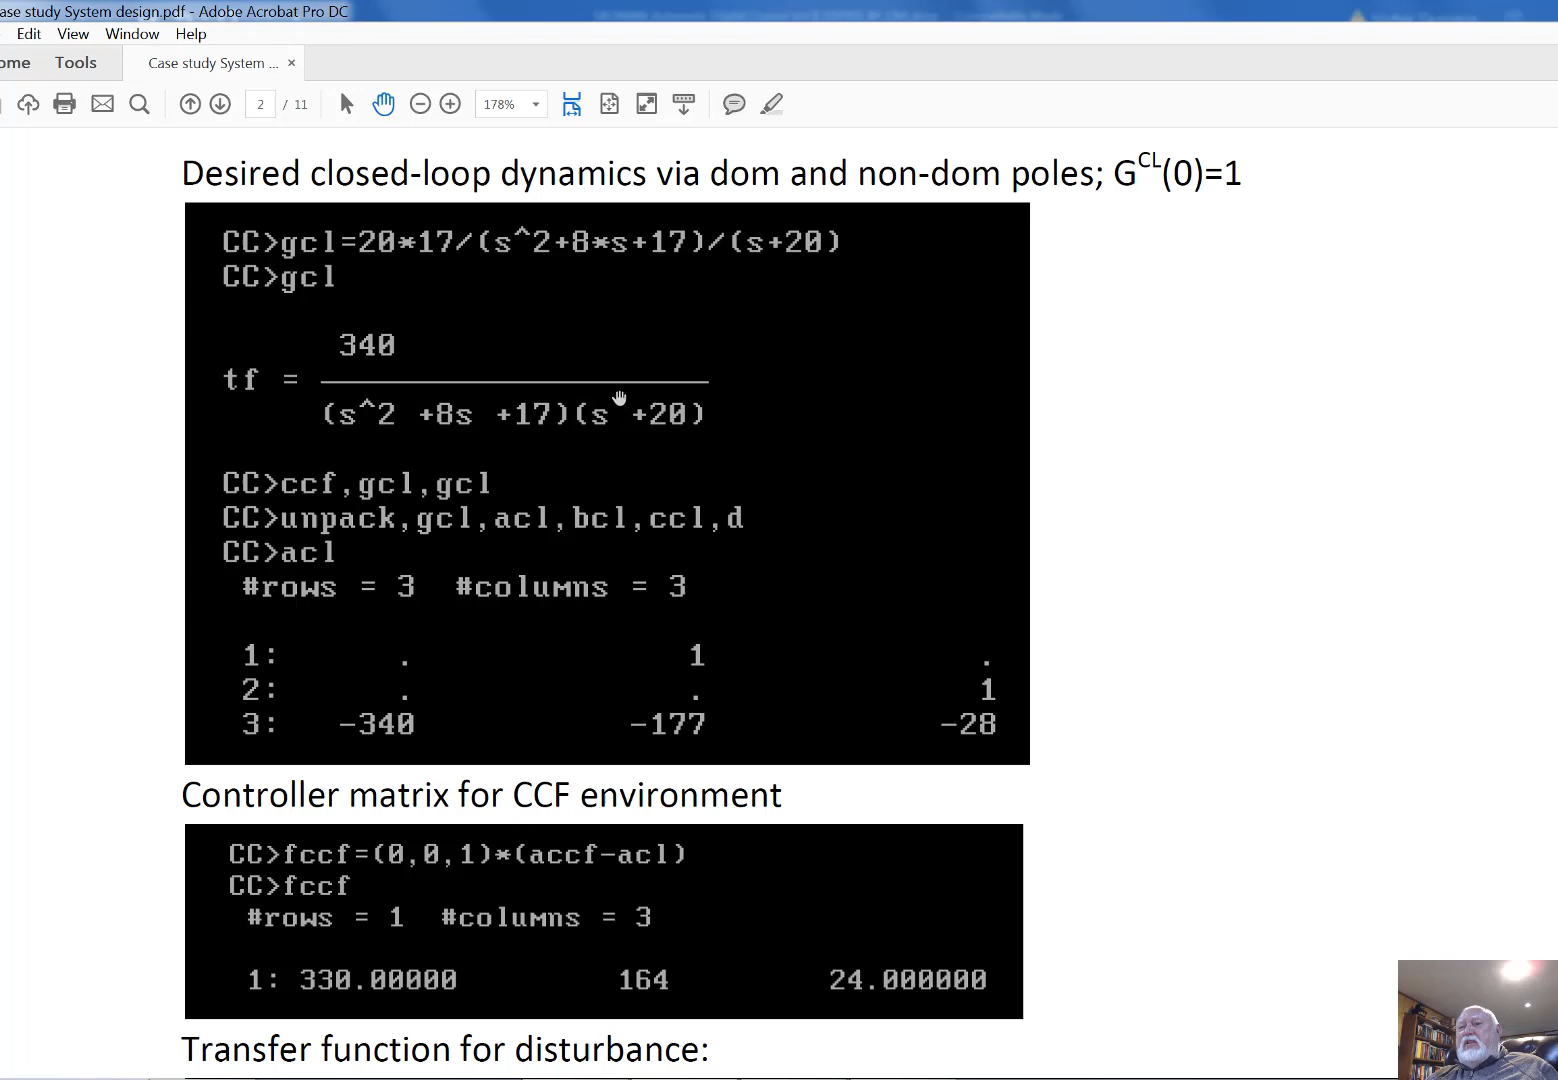 ase study System design.pdf - Adobe Acrobat Pro DC
Edit View Window Help
ome Tools Case study System ... ×
2 / 11 178%
Desired closed-loop dynamics via dom and non-dom poles; G^CL(0)=1
CC>gcl=20*17/(s^2+8*s+17)/(s+20)
CC>gcl
340
tf =
(s^2 +8s +17)(s +20)
CC>ccf,gcl,gcl
CC>unpack,gcl,acl,bcl,ccl,d
CC>acl
#rows = 3 #columns = 3
1: . 1 .
2: . . 1
3: -340 -177 -28
Controller matrix for CCF environment
CC>fccf=(0,0,1)*(accf-acl)
CC>fccf
#rows = 1 #columns = 3
1: 330.00000 164 24.000000
Transfer function for disturbance: